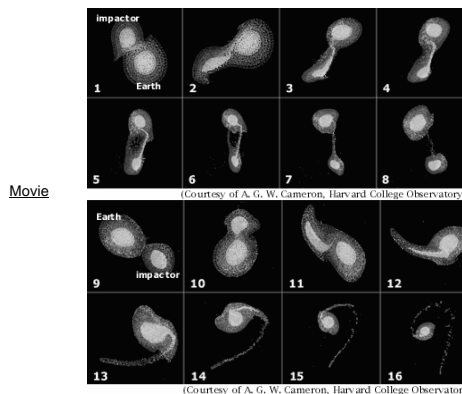 impactor
Earth
1 2 3 4
5 6 7 8
(Courtesy of A. G. W. Cameron, Harvard College Observatory
Movie
Earth
impactor
9 10 11 12
13 14 15 16
(Courtesy of A. G. W. Cameron, Harvard College Observator